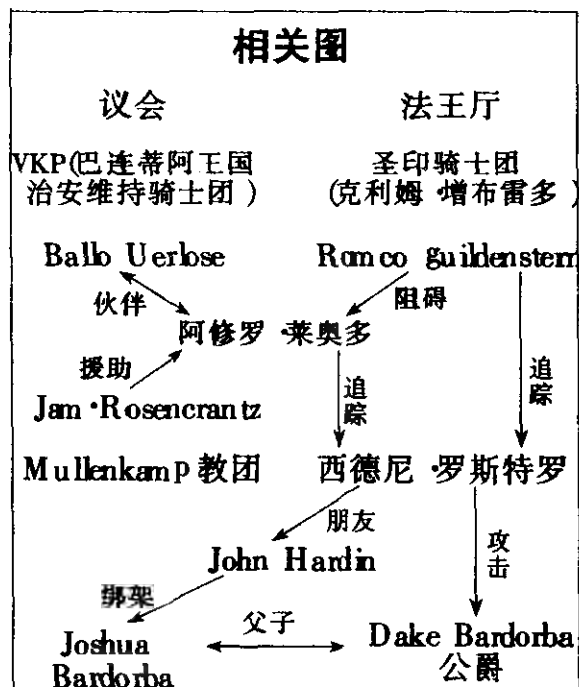 相关图
议会 法王厅
VKP(巴连蒂阿王国 圣印骑士团
治安维持骑士团) (克利姆·增布雷多)
Ballo Uerlose Romco guildenstern
伙伴 阻碍
阿修罗·莱奥多
援助 追踪 追踪
Jam·Rosencrantz
Mullenkamp教团 西德尼·罗斯特罗
朋友 攻击
John Hardin
绑架
父子
Joshua Dake Bardorba
Bardorba 公爵